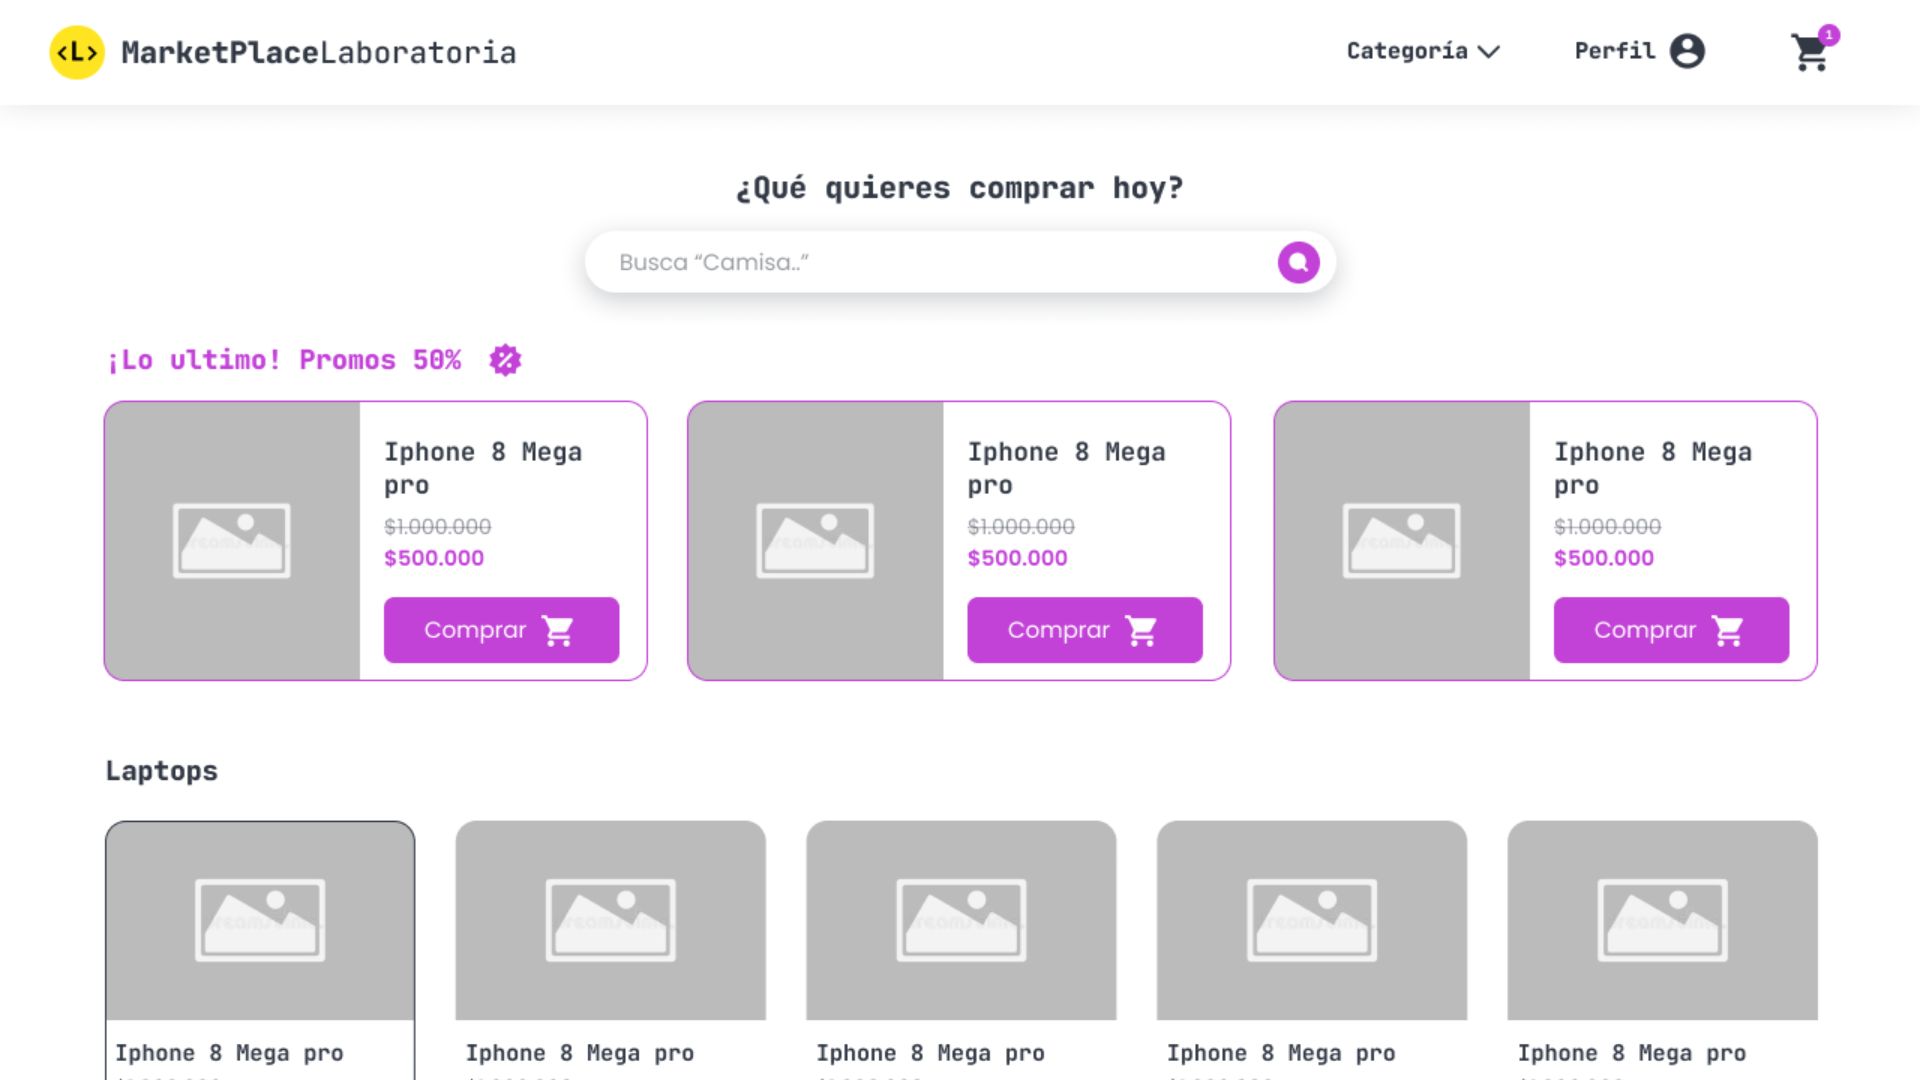 <L> MarketPlaceLaboratoria
Categoría
Perfil
1
¿Qué quieres comprar hoy?
Busca “Camisa..”
¡Lo ultimo! Promos 50%
Iphone 8 Mega
pro
$1.000.000
$500.000
Comprar
Iphone 8 Mega
pro
$1.000.000
$500.000
Comprar
Iphone 8 Mega
pro
$1.000.000
$500.000
Comprar
Laptops
Iphone 8 Mega pro
Iphone 8 Mega pro
Iphone 8 Mega pro
Iphone 8 Mega pro
Iphone 8 Mega pro